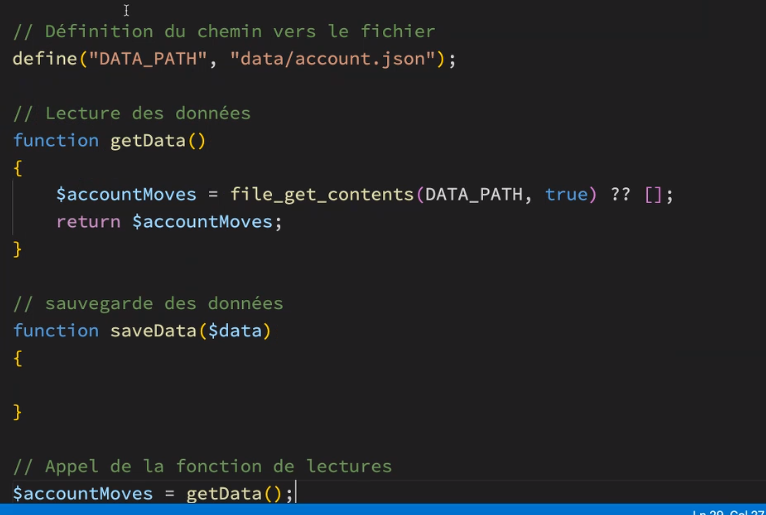 // Définition du chemin vers le fichier
define("DATA_PATH", "data/account.json");
// Lecture des données
function getData()
{
$accountMoves = file_get_contents(DATA_PATH, true) ?? [];
return $accountMoves;
}
// sauvegarde des données
function saveData($data)
{
}
// Appel de la fonction de lectures
$accountMoves = getData();